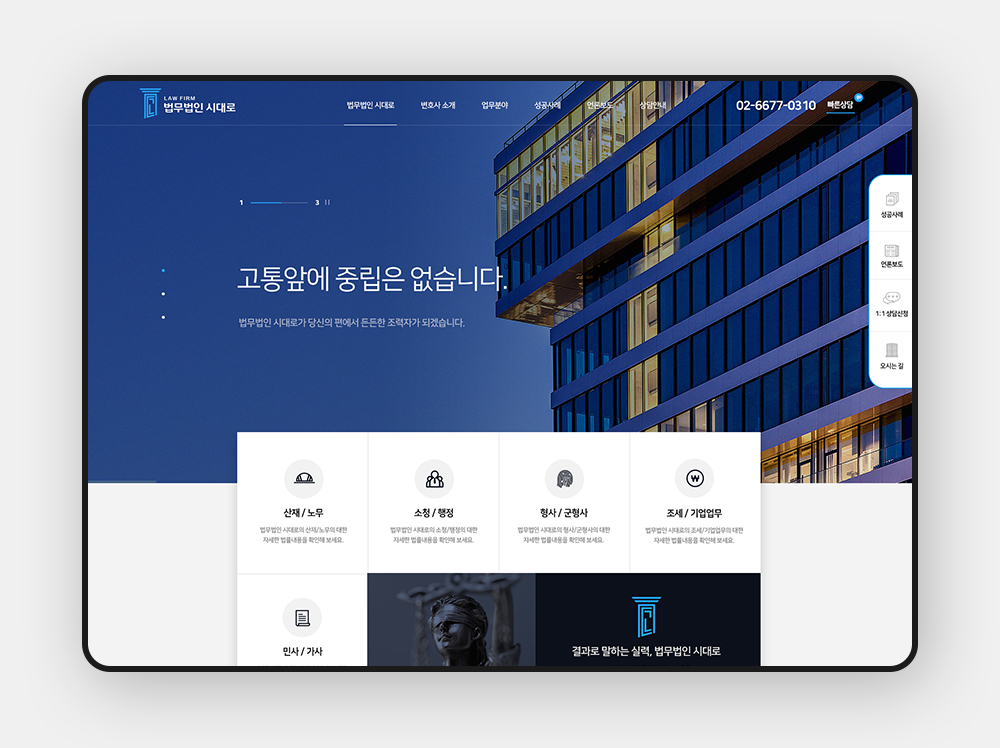 LAW FIRM
법무법인 시대로
법무법인 시대로 변호사 소개 업무분야 성공사례 언론보도 상담안내
02-6677-0310 빠른상담
1 3
고통앞에 중립은 없습니다.
법무법인 시대로가 당신의 편에서 든든한 조력자가 되겠습니다.
성공사례
언론보도
1:1 상담신청
오시는 길
산재 / 노무
법무법인 시대로의 산재/노무의 대한
자세한 법률내용을 확인해 보세요.
소청 / 행정
법무법인 시대로의 소청/행정의 대한
자세한 법률내용을 확인해 보세요.
형사 / 군형사
법무법인 시대로의 형사/군형사의 대한
자세한 법률내용을 확인해 보세요.
조세 / 기업업무
법무법인 시대로의 조세/기업업무의 대한
자세한 법률내용을 확인해 보세요.
민사 / 가사
결과로 말하는 실력, 법무법인 시대로